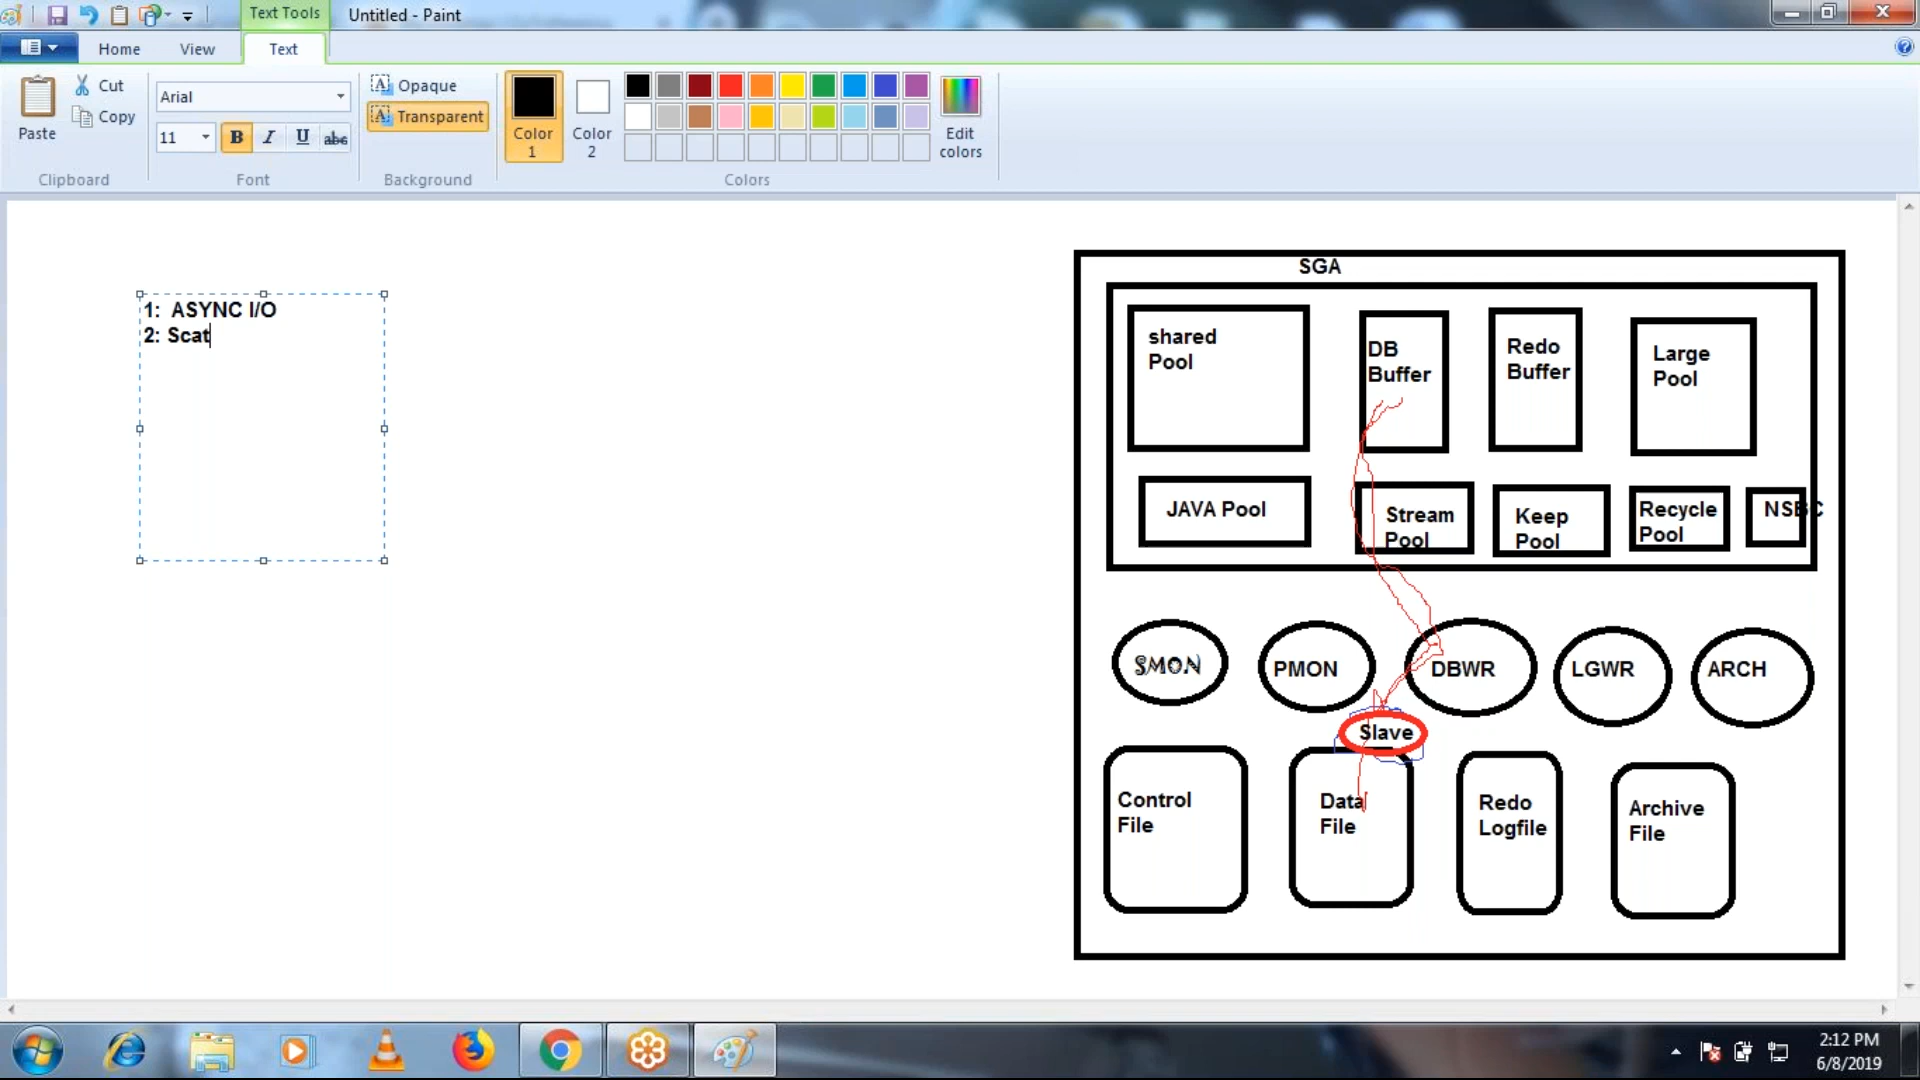 Text Tools
Untitled - Paint
Home
View
Text
Paste
Cut
Copy
Clipboard
Arial
11
B
I
U
abc
Font
Opaque
Transparent
Background
Color
1
Color
2
Edit
colors
Colors
1: ASYNC I/O
2: Scat
SGA
shared
Pool
DB
Buffer
Redo
Buffer
Large
Pool
JAVA Pool
Stream
Pool
Keep
Pool
Recycle
Pool
NSBC
SMON
PMON
DBWR
LGWR
ARCH
Slave
Control
File
Data
File
Redo
Logfile
Archive
File
2:12 PM
6/8/2019